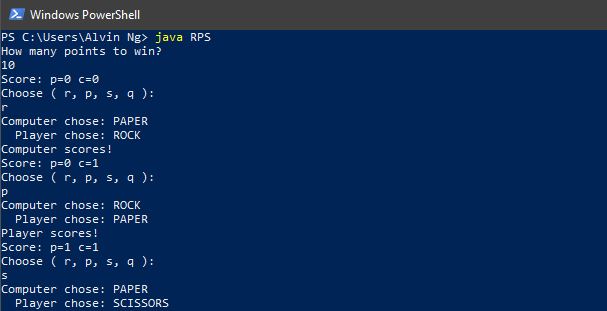 Windows PowerShell
PS C:\Users\Alvin Ng> java RPS
How many points to win?
10
Score: p=0 c=0
Choose ( r, p, s, q ):
r
Computer chose: PAPER
  Player chose: ROCK
Computer scores!
Score: p=0 c=1
Choose ( r, p, s, q ):
p
Computer chose: ROCK
  Player chose: PAPER
Player scores!
Score: p=1 c=1
Choose ( r, p, s, q ):
s
Computer chose: PAPER
  Player chose: SCISSORS